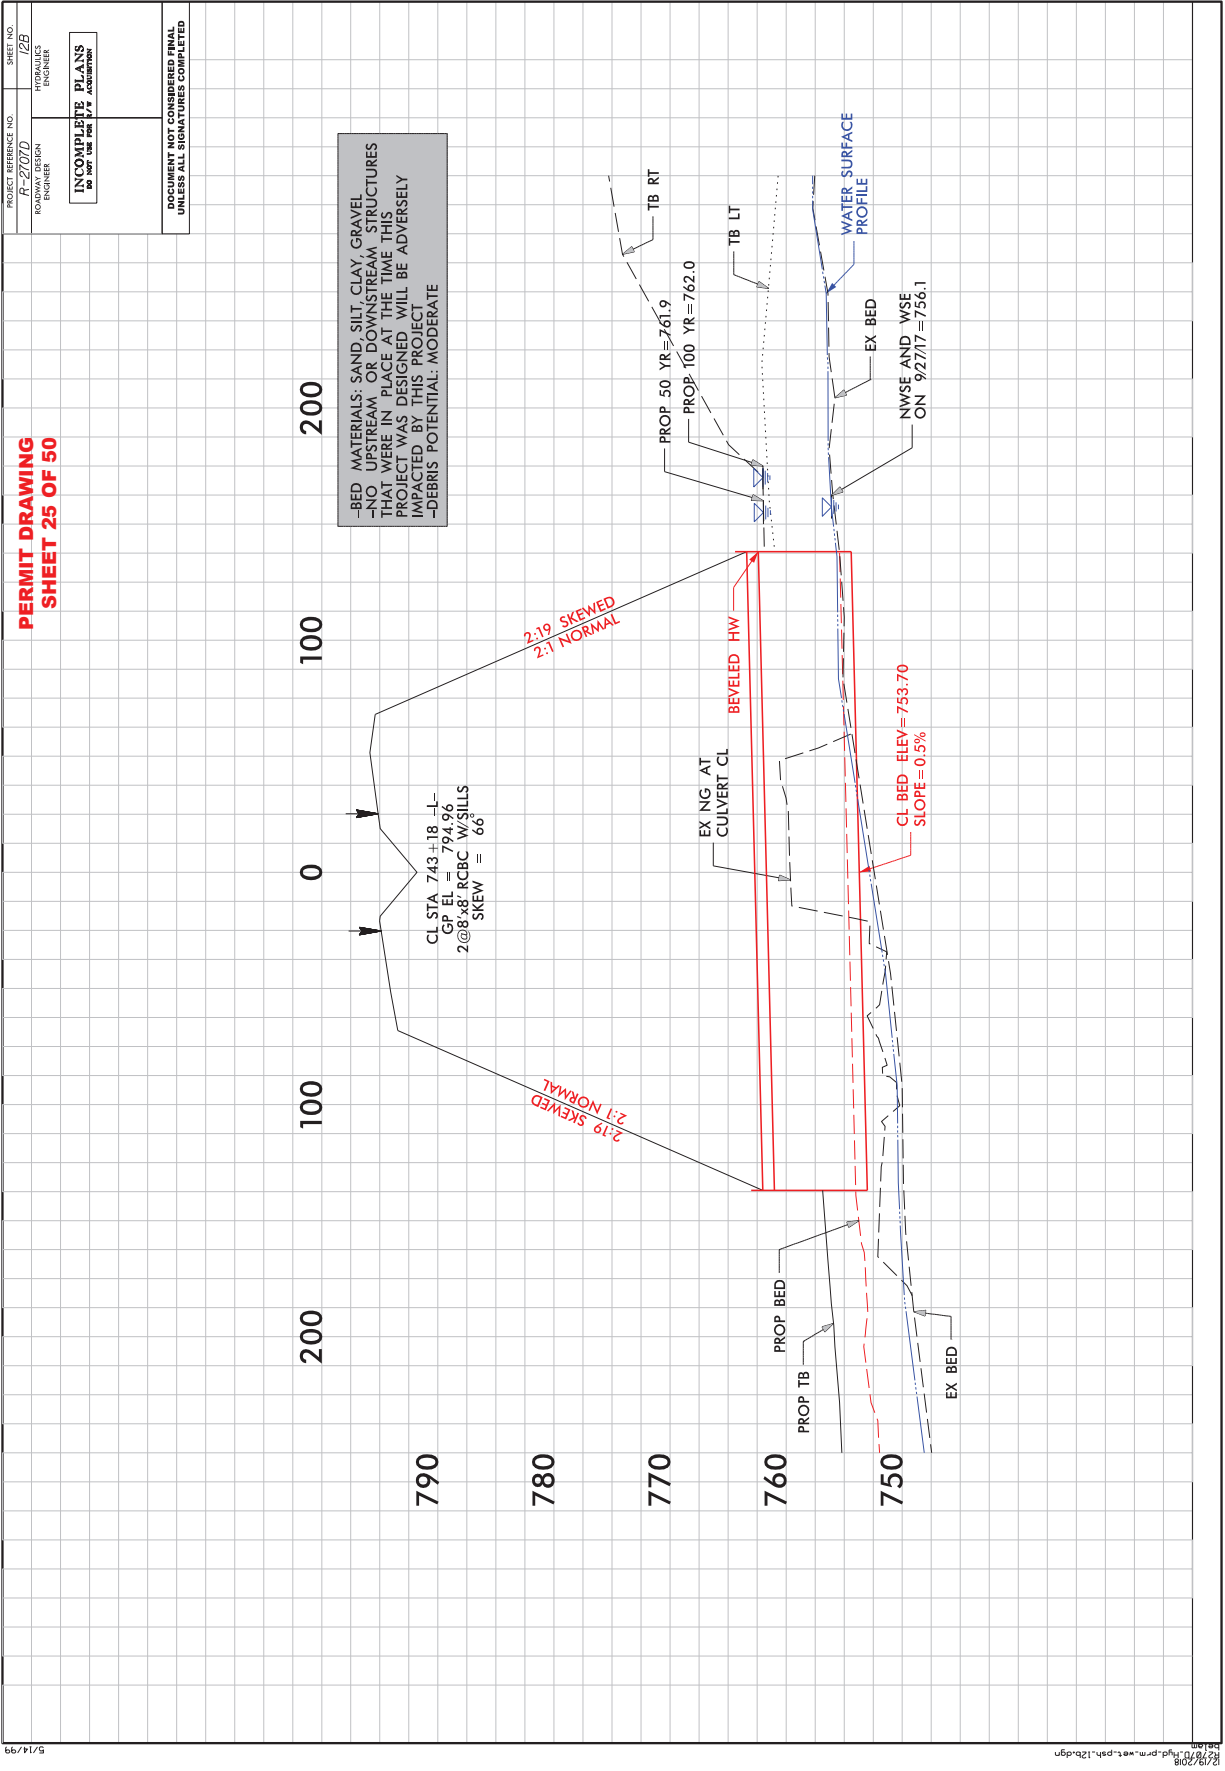 PERMIT DRAWING
SHEET 25 OF 50
PROJECT REFERENCE NO.
SHEET NO.
R-2707D
12B
ROADWAY DESIGN
ENGINEER
HYDRAULICS
ENGINEER
INCOMPLETE PLANS
DO NOT USE FOR R/W ACQUISITION
DOCUMENT NOT CONSIDERED FINAL
UNLESS ALL SIGNATURES COMPLETED
5/14/99
200
100
0
100
200
-BED MATERIALS: SAND, SILT, CLAY, GRAVEL
-NO UPSTREAM OR DOWNSTREAM STRUCTURES
THAT WERE IN PLACE AT THE TIME THIS
PROJECT WAS DESIGNED WILL BE ADVERSELY
IMPACTED BY THIS PROJECT
-DEBRIS POTENTIAL: MODERATE
790
CL STA 743+18 -L-
GP EL = 794.96
2@8'x8' RCBC W/SILLS
SKEW = 66°
780
2:19 SKEWED
2:1 NORMAL
2:1 NORMAL
2:19 SKEWED
770
TB RT
PROP 50 YR=761.9
PROP 100 YR=762.0
TB LT
BEVELED HW
EX NG AT
CULVERT CL
760
PROP BED
PROP TB
WATER SURFACE
PROFILE
EX BED
750
CL BED ELEV=753.70
SLOPE=0.5%
NWSE AND WSE
ON 9/27/17=756.1
EX BED
12/19/2018
R2707D_Hyd_prm_wet_psh_12b.dgn